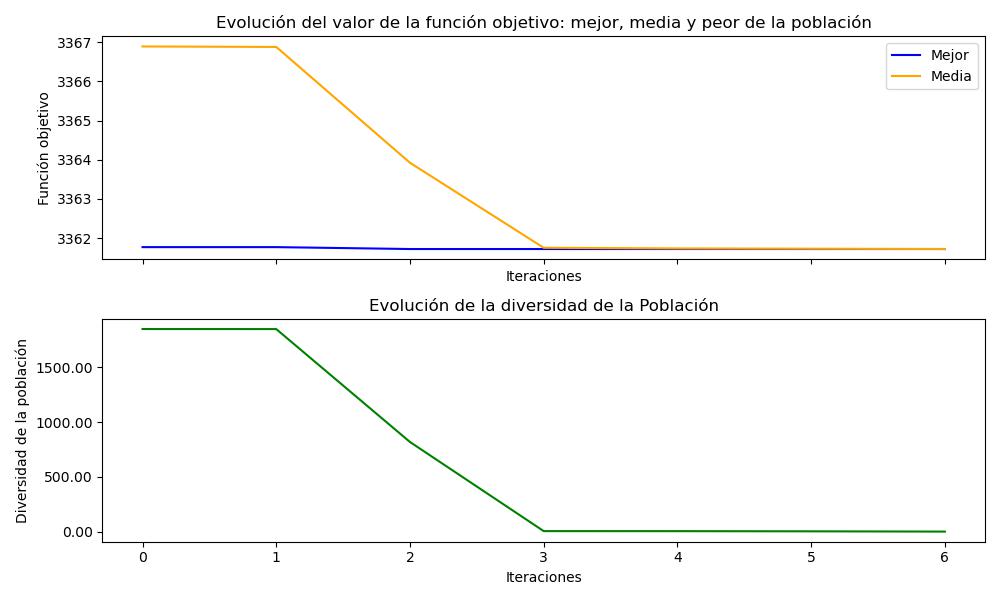 Evolución del valor de la función objetivo: mejor, media y peor de la población
Función objetivo
3367
3366
3365
3364
3363
3362
Mejor
Media
Iteraciones
Evolución de la diversidad de la Población
Diversidad de la población
1500.00
1000.00
500.00
0.00
0 1 2 3 4 5 6
Iteraciones